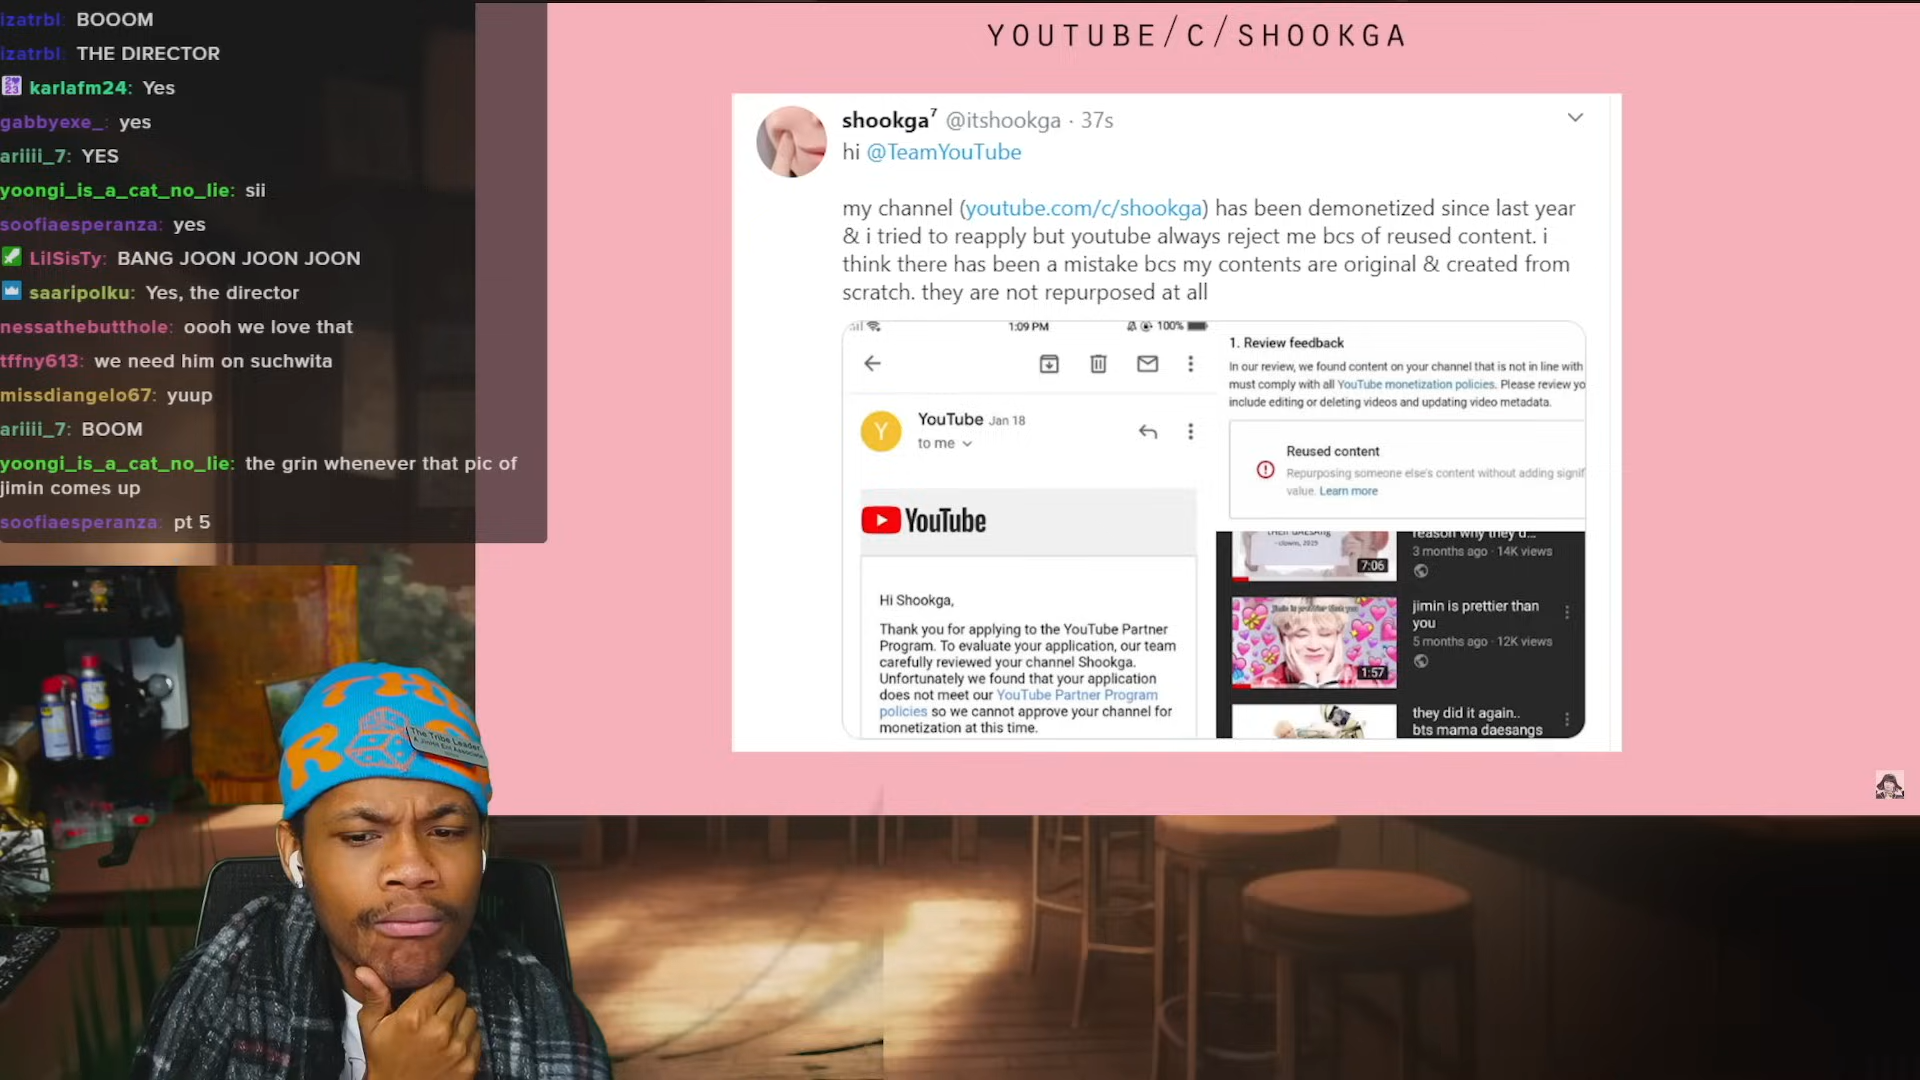 izatrbl: BOOOM
izatrbl: THE DIRECTOR
karlafm24: Yes
gabbyexe_: yes
ariiii_7: YES
yoongi_is_a_cat_no_lie: sii
soofiaesperanza: yes
LilSisTy: BANG JOON JOON JOON
saaripolku: Yes, the director
nessathebutthole: oooh we love that
tffny613: we need him on suchwita
missdiangelo67: yuup
ariiii_7: BOOM
yoongi_is_a_cat_no_lie: the grin whenever that pic of
jimin comes up
soofiaesperanza: pt 5
YOUTUBE/C/SHOOKGA
shookga⁷ @itshookga · 37s
hi @TeamYouTube
my channel (youtube.com/c/shookga) has been demonetized since last year
& i tried to reapply but youtube always reject me bcs of reused content. i
think there has been a mistake bcs my contents are original & created from
scratch. they are not repurposed at all
1:09 PM
100%
YouTube Jan 18
to me
Y
YouTube
Hi Shookga,
Thank you for applying to the YouTube Partner
Program. To evaluate your application, our team
carefully reviewed your channel Shookga.
Unfortunately we found that your application
does not meet our YouTube Partner Program
policies so we cannot approve your channel for
monetization at this time.
1. Review feedback
In our review, we found content on your channel that is not in line with
must comply with all YouTube monetization policies. Please review yo
include editing or deleting videos and updating video metadata.
Reused content
Repurposing someone else's content without adding signif
value. Learn more
- clowns, 2019
7:06
reason why they d...
3 months ago · 14K views
1:57
jimin is prettier than
you
5 months ago · 12K views
they did it again..
bts mama daesangs
THE
R
The Tribe Leader